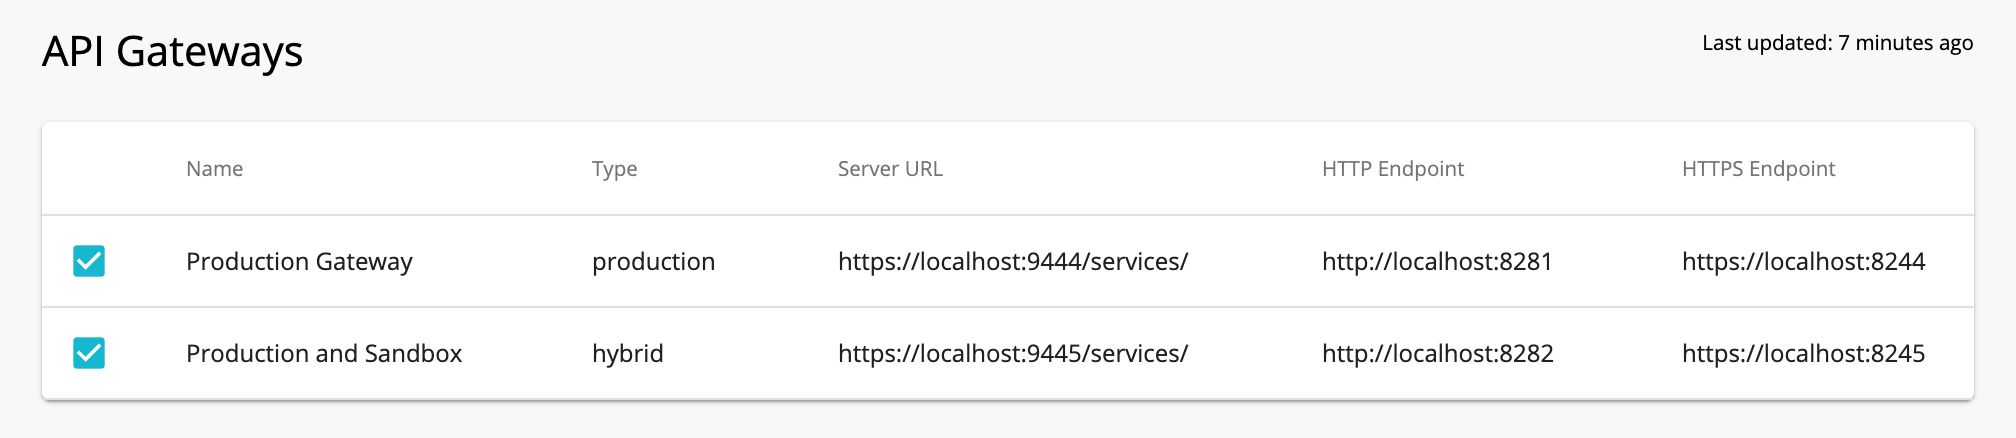 API Gateways
Last updated: 7 minutes ago
Name Type Server URL HTTP Endpoint HTTPS Endpoint
Production Gateway production https://localhost:9444/services/ http://localhost:8281 https://localhost:8244
Production and Sandbox hybrid https://localhost:9445/services/ http://localhost:8282 https://localhost:8245